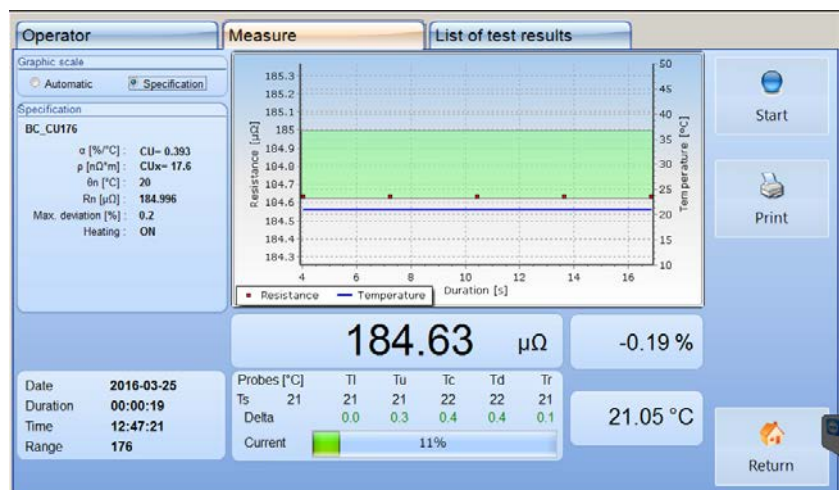 Operator
Measure
List of test results
Graphic scale
Automatic Specification
Specification
BC_CU176
α [%/°C] : CU= 0.393
ρ [nΩ*m] : CUx= 17.6
θn [°C] : 20
Rn [μΩ] : 184.996
Max. deviation [%] : 0.2
Heating : ON
Resistance [μΩ]
185.3
185.2
185.1
185
184.9
184.8
184.7
184.6
184.5
184.4
184.3
50
45
40
35
30
25
20
15
10
Temperature [°C]
4 6 8 10 12 14 16
Duration [s]
Resistance Temperature
Start
Print
184.63 μΩ
-0.19 %
Date 2016-03-25
Duration 00:00:19
Time 12:47:21
Range 176
Probes [°C] Tl Tu Tc Td Tr
Ts 21 21 21 22 22 21
Delta 0.0 0.3 0.4 0.4 0.1
Current 11%
21.05 °C
Return